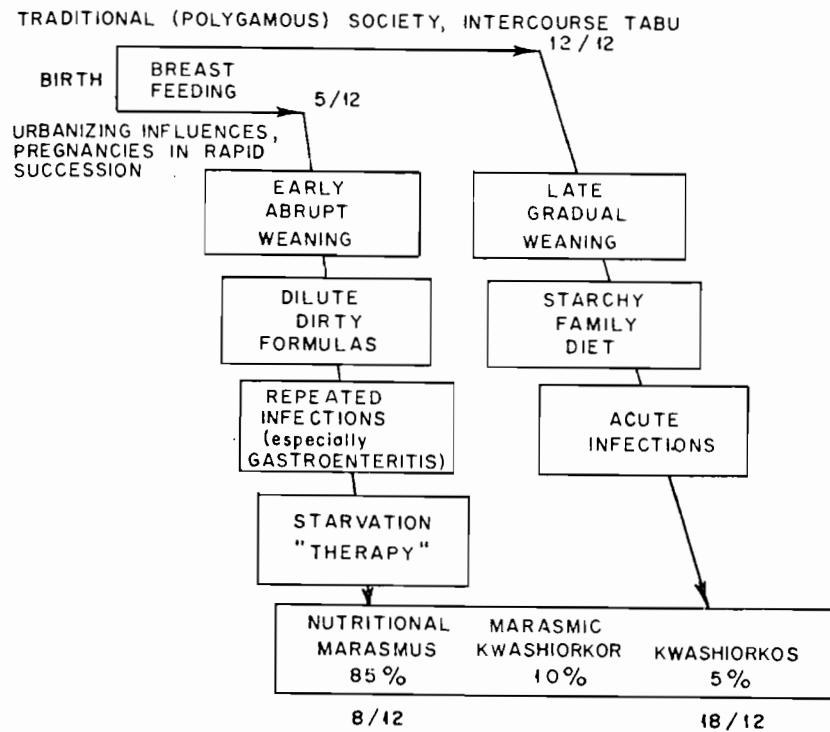 TRADITIONAL (POLYGAMOUS) SOCIETY, INTERCOURSE TABU
12/12
BIRTH
BREAST
FEEDING
5/12
URBANIZING INFLUENCES,
PREGNANCIES IN RAPID
SUCCESSION
EARLY
ABRUPT
WEANING
LATE
GRADUAL
WEANING
DILUTE
DIRTY
FORMULAS
STARCHY
FAMILY
DIET
REPEATED
INFECTIONS
(especially
GASTROENTERITIS)
ACUTE
INFECTIONS
STARVATION
"THERAPY"
NUTRITIONAL
MARASMUS
85%
MARASMIC
KWASHIORKOR
10%
KWASHIORKOS
5%
8/12
18/12